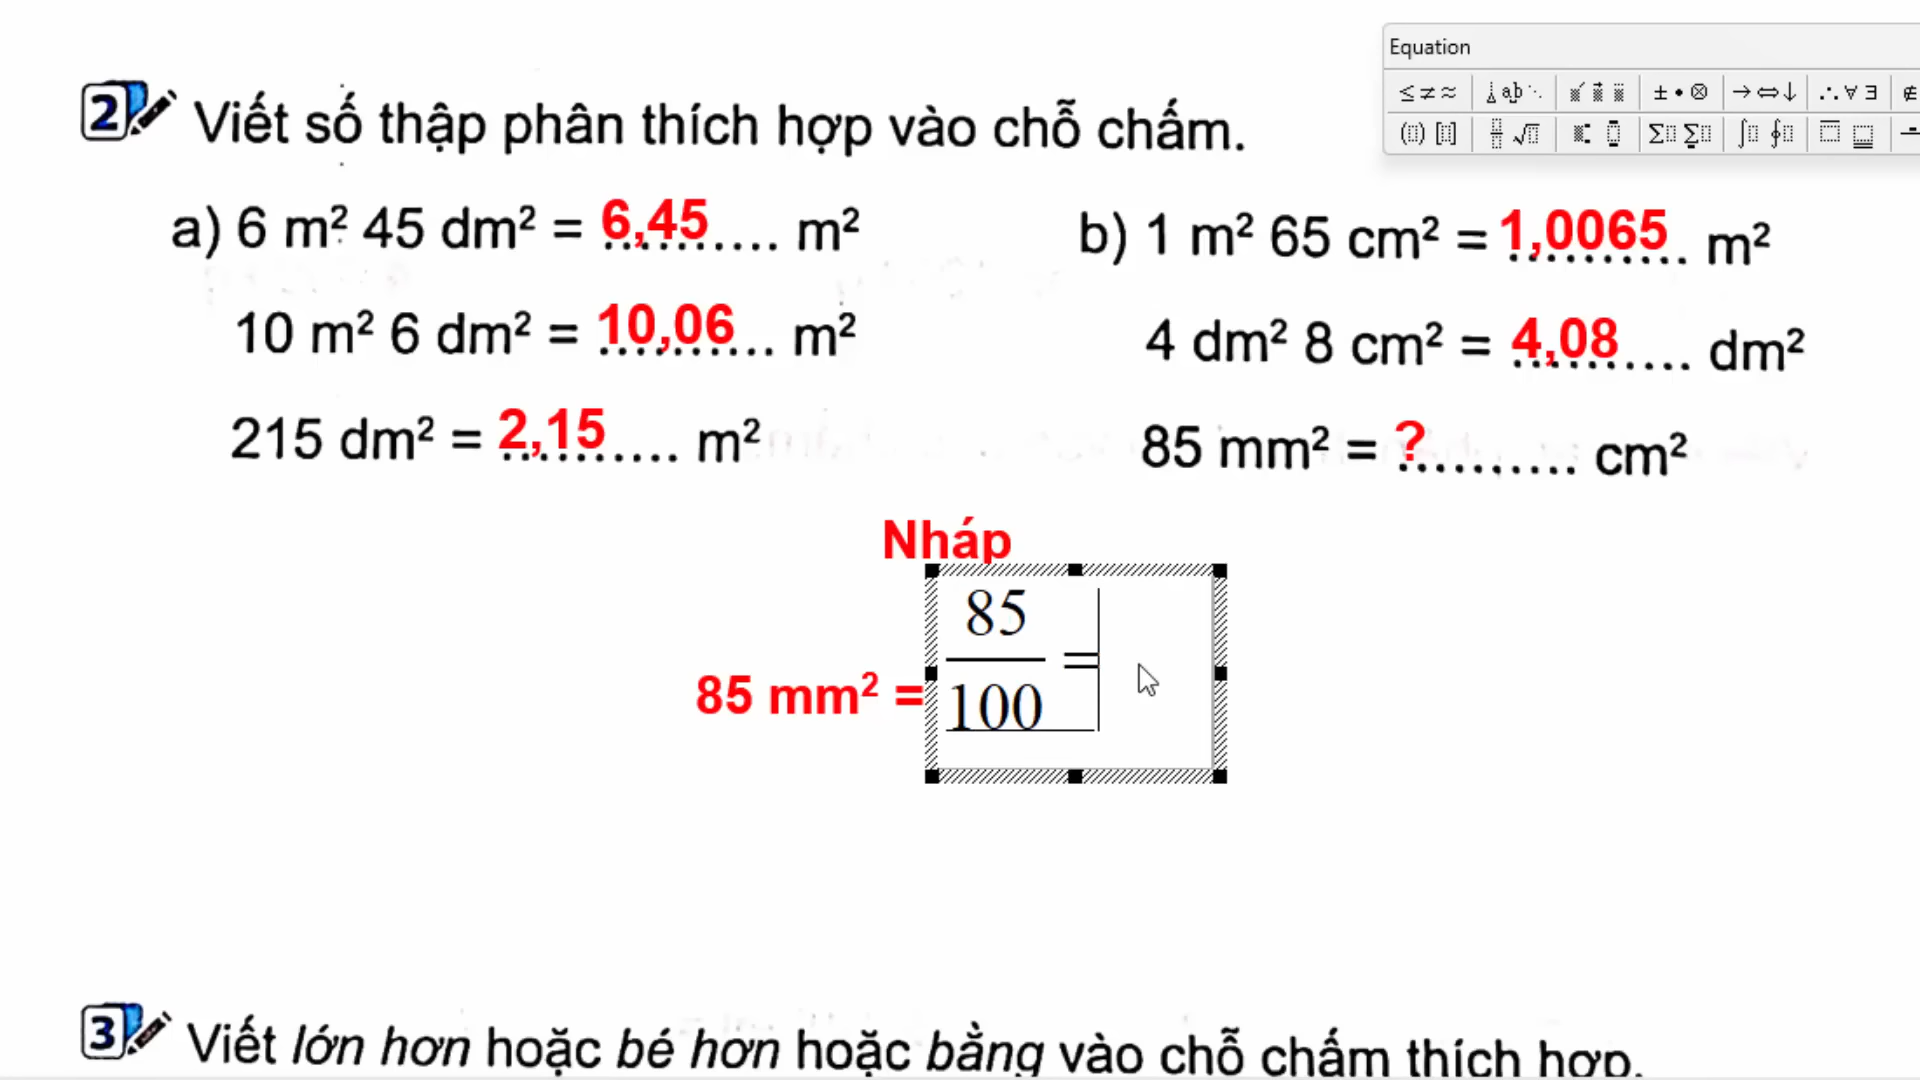 Equation
2 Viết số thập phân thích hợp vào chỗ chấm.
a) 6 m² 45 dm² = 6,45 .......... m²
10 m² 6 dm² = 10,06 .......... m²
215 dm² = 2,15 .......... m²
b) 1 m² 65 cm² = 1,0065 .......... m²
4 dm² 8 cm² = 4,08 .......... dm²
85 mm² = ? .......... cm²
Nháp
85 mm² = 85/100 =
3 Viết lớn hơn hoặc bé hơn hoặc bằng vào chỗ chấm thích hợp.